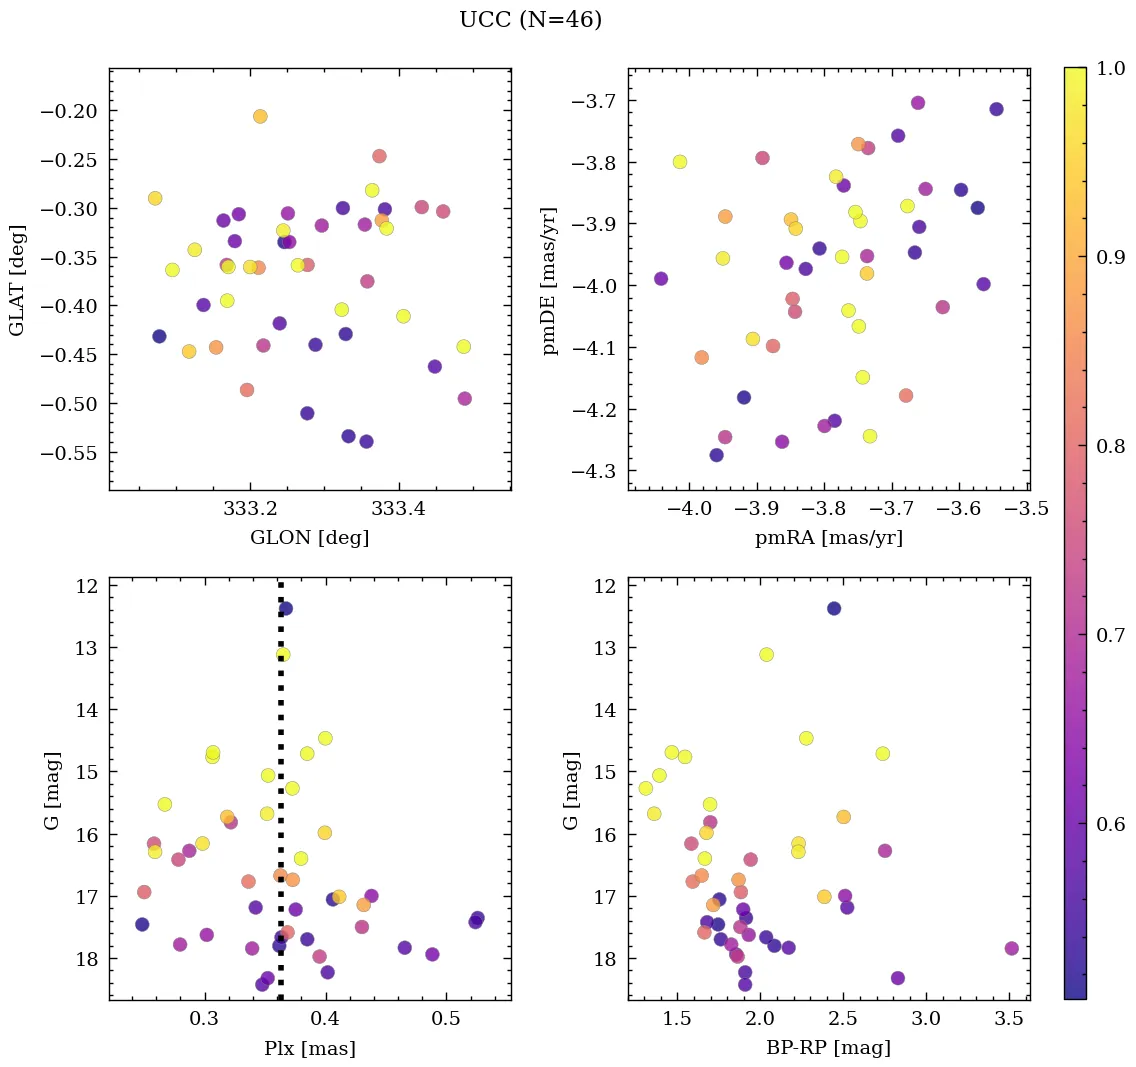 UCC (N=46)
−0.20
−0.25
−0.30
−0.35
−0.40
−0.45
−0.50
−0.55
GLAT [deg]
333.2 333.4
GLON [deg]
−3.7
−3.8
−3.9
−4.0
−4.1
−4.2
−4.3
pmDE [mas/yr]
−4.0 −3.9 −3.8 −3.7 −3.6 −3.5
pmRA [mas/yr]
1.0
0.9
0.8
0.7
0.6
12
13
14
15
16
17
18
G [mag]
0.3 0.4 0.5
Plx [mas]
12
13
14
15
16
17
18
G [mag]
1.5 2.0 2.5 3.0 3.5
BP-RP [mag]